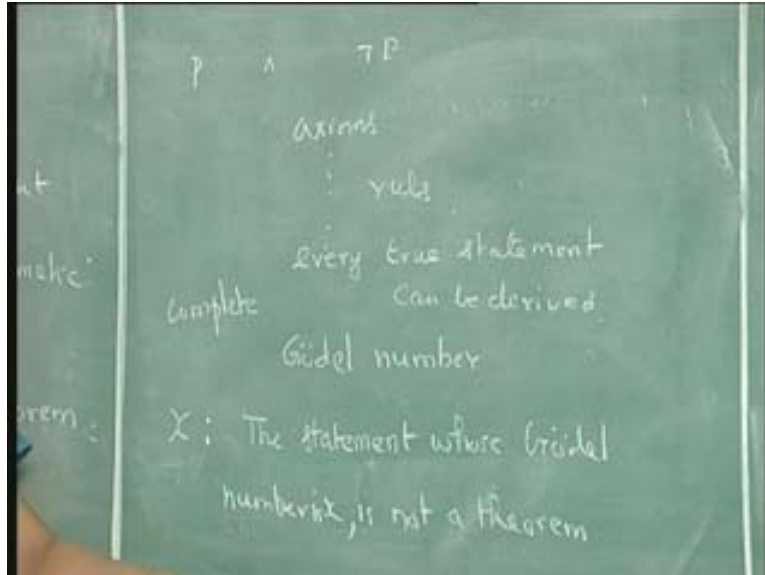 p ∧ ¬P
axioms
rules
every true statement
Complete can be derived.
Gödel number
X : The statement whose Gödel
number is x, is not a theorem